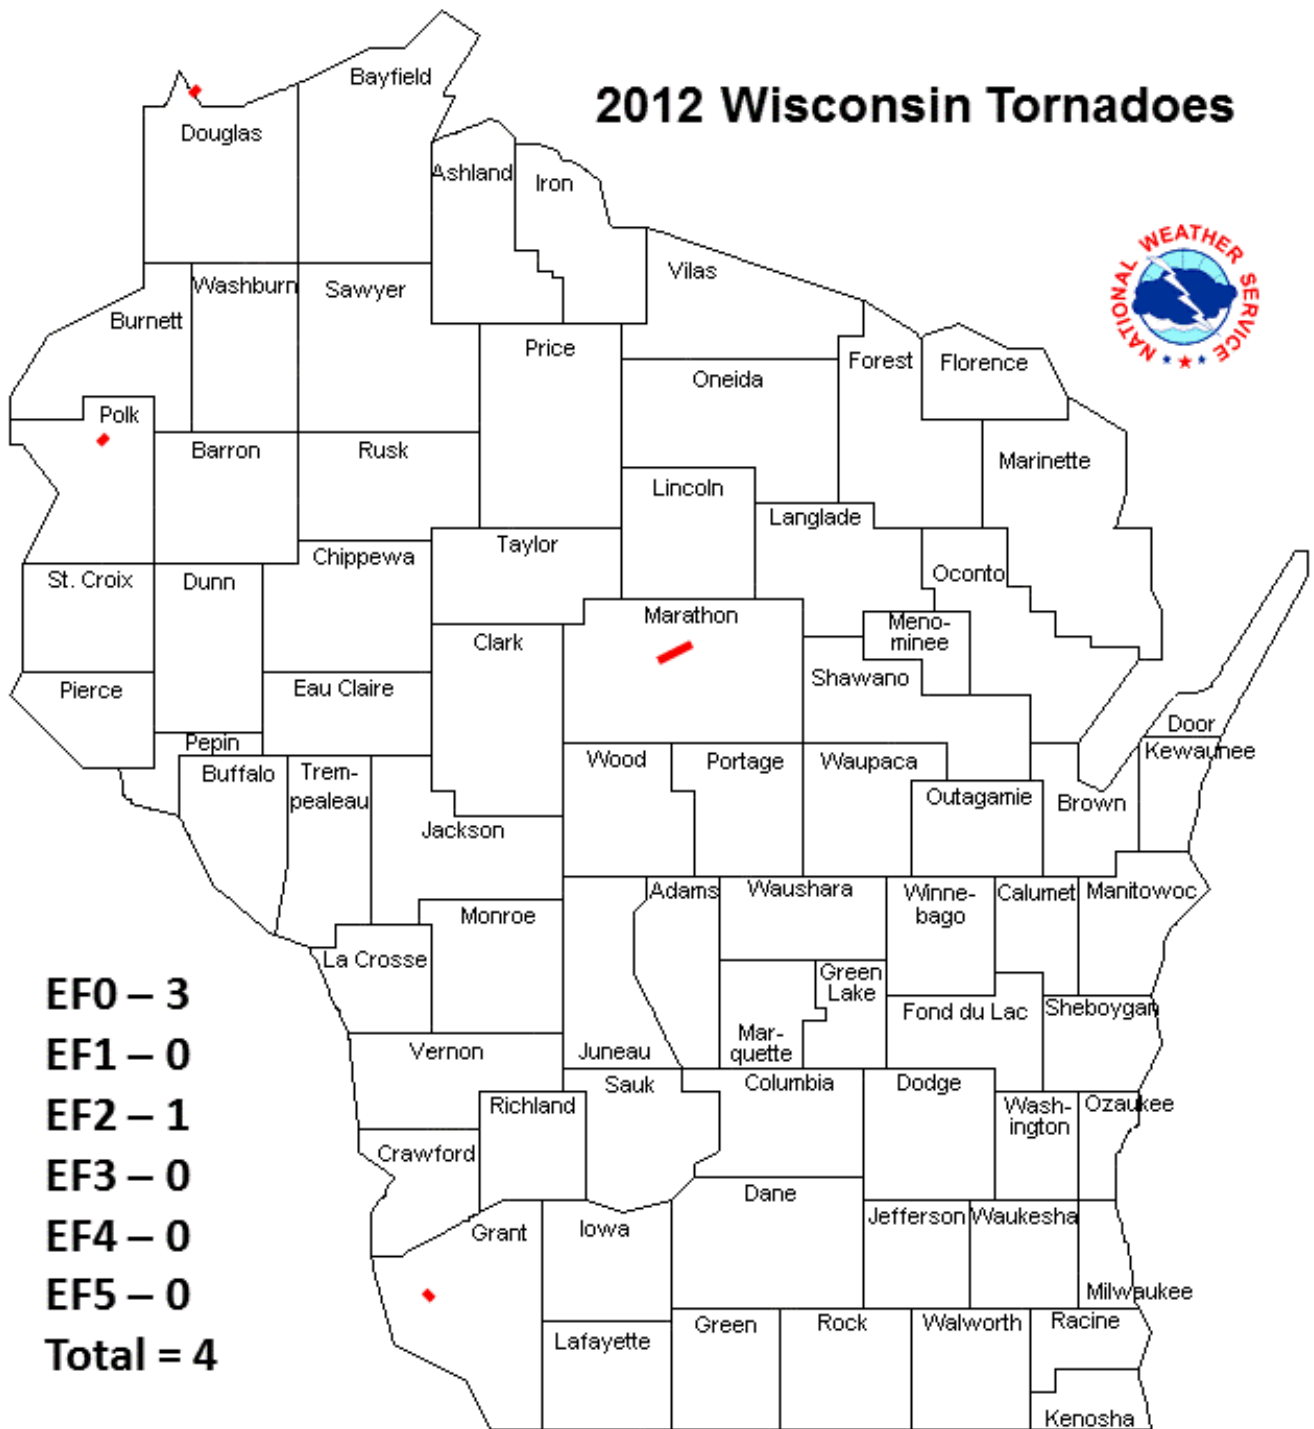 2012 Wisconsin Tornadoes
NATIONAL WEATHER SERVICE
Bayfield
Douglas
Ashland
Iron
Vilas
Washburn
Sawyer
Burnett
Price
Forest
Florence
Oneida
Polk
Barron
Rusk
Marinette
Lincoln
Langlade
Taylor
Chippewa
Oconto
St. Croix
Dunn
Marathon
Meno-
minee
Clark
Shawano
Pierce
Eau Claire
Door
Pepin
Kewaunee
Wood
Portage
Waupaca
Buffalo
Trem-
pealeau
Outagamie
Brown
Jackson
Adams
Waushara
Winne-
bago
Calumet
Manitowoc
Monroe
La Crosse
Green
Lake
Fond du Lac
Sheboygan
Mar-
quette
Vernon
Juneau
Sauk
Columbia
Dodge
Richland
Wash-
ington
Ozaukee
Crawford
Dane
Jefferson
Waukesha
Grant
Iowa
Milwaukee
Green
Rock
Walworth
Racine
Lafayette
Kenosha
EF0 – 3
EF1 – 0
EF2 – 1
EF3 – 0
EF4 – 0
EF5 – 0
Total = 4